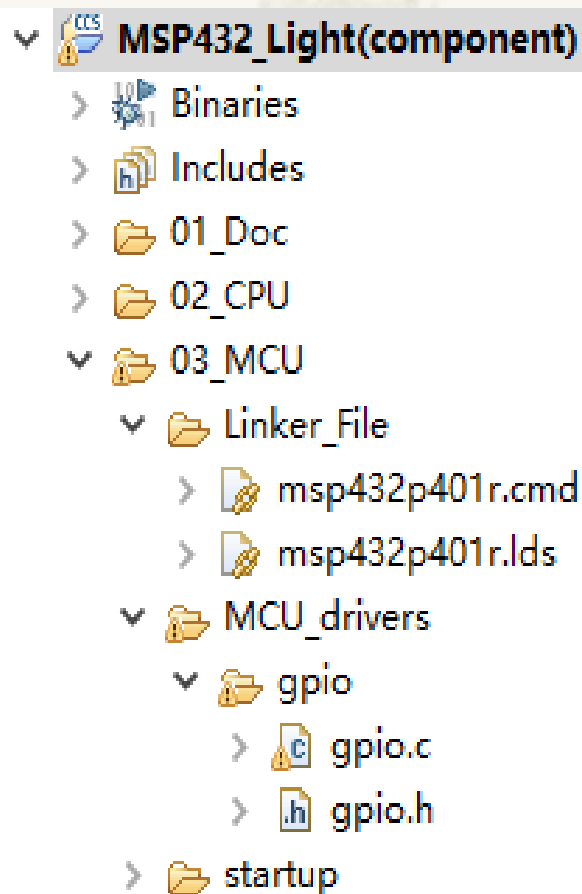 MSP432_Light(component)
Binaries
Includes
01_Doc
02_CPU
03_MCU
Linker_File
msp432p401r.cmd
msp432p401r.lds
MCU_drivers
gpio
gpio.c
gpio.h
startup